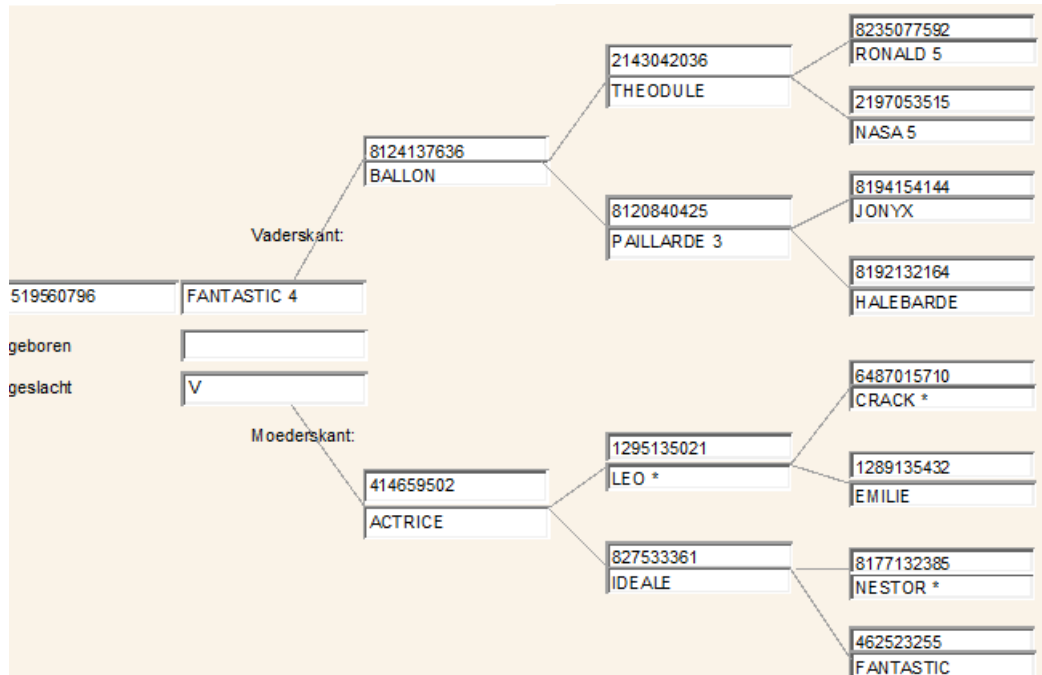 8235077592
RONALD 5
2143042036
THEODULE
2197053515
NASA 5
8124137636
BALLON
8194154144
JONYX
8120840425
PAILLARDE 3
Vaderskant:
8192132164
HALEBARDE
519560796 FANTASTIC 4
geboren
geslacht V
6487015710
CRACK *
Moederskant:
1295135021
LEO *
1289135432
EMILIE
414659502
ACTRICE
827533361
IDEALE
8177132385
NESTOR *
462523255
FANTASTIC